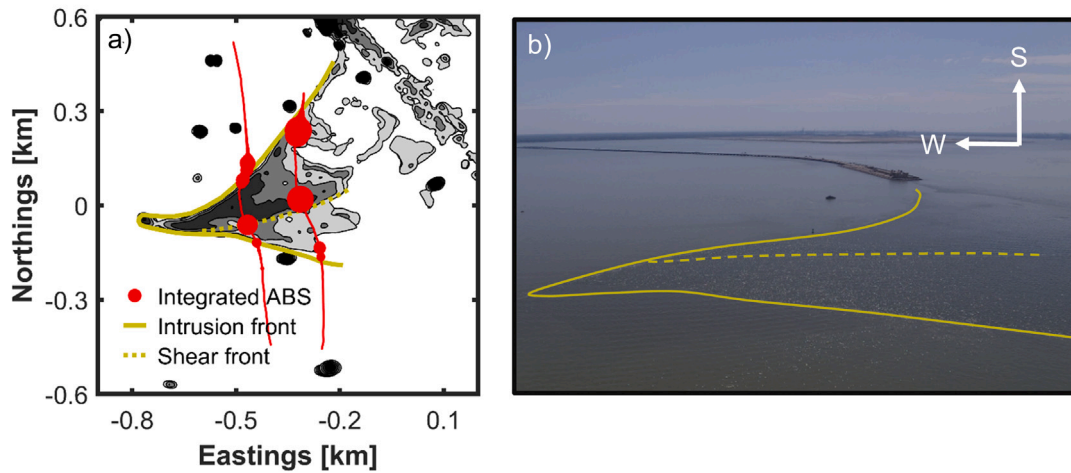 a)
0.6
0.3
0
-0.3
-0.6
Northings [km]
Integrated ABS
Intrusion front
Shear front
-0.8
-0.5
-0.2
0.1
Eastings [km]
b)
S
W